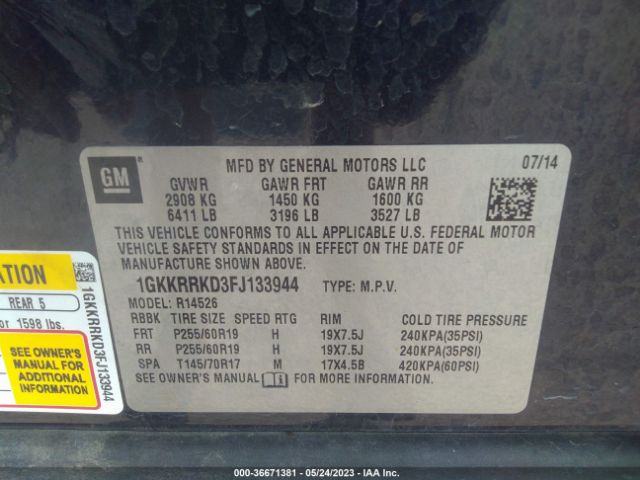 GM
MFD BY GENERAL MOTORS LLC 07/14
GVWR GAWR FRT GAWR RR
2908 KG 1450 KG 1600 KG
6411 LB 3196 LB 3527 LB
THIS VEHICLE CONFORMS TO ALL APPLICABLE U.S. FEDERAL MOTOR
VEHICLE SAFETY STANDARDS IN EFFECT ON THE DATE OF
MANUFACTURE SHOWN ABOVE.
1GKKRRKD3FJ133944 TYPE: M.P.V.
MODEL: R14526
RBBK TIRE SIZE SPEED RTG RIM COLD TIRE PRESSURE
FRT P255/60R19 H 19X7.5J 240KPA(35PSI)
RR P255/60R19 H 19X7.5J 240KPA(35PSI)
SPA T145/70R17 M 17X4.5B 420KPA(60PSI)
SEE OWNER'S MANUAL FOR MORE INFORMATION.
ATION
REAR 5
or 1598 lbs.
SEE OWNER'S
MANUAL FOR
ADDITIONAL
INFORMATION
1GKKRRKD3FJ133944
000-36671381 - 05/24/2023 - IAA Inc.